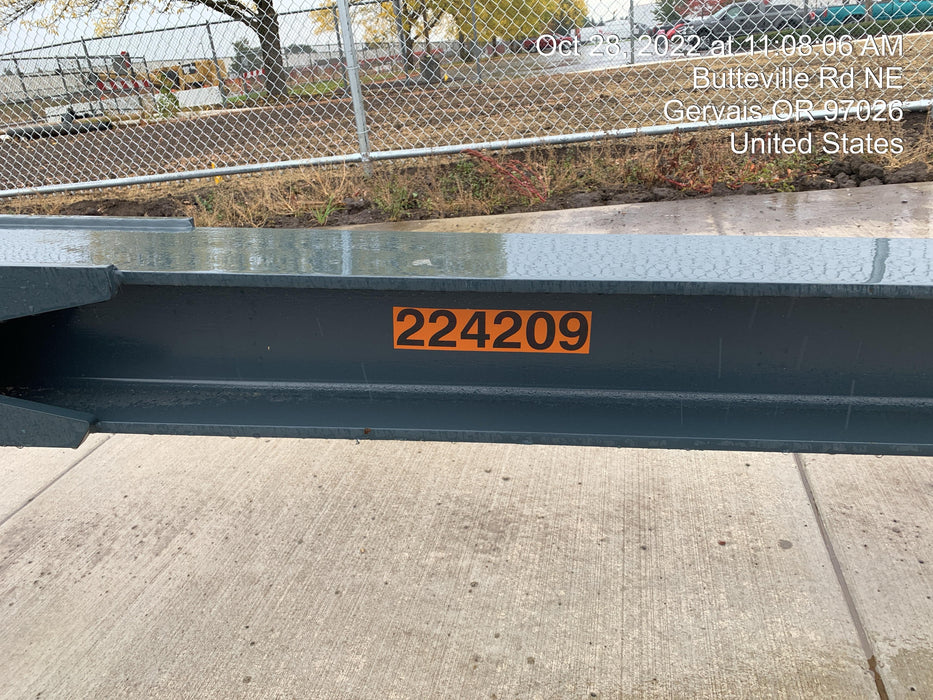 Oct 28, 2022 at 11:08:06 AM
Butteville Rd NE
Gervais OR 97026
United States
224209